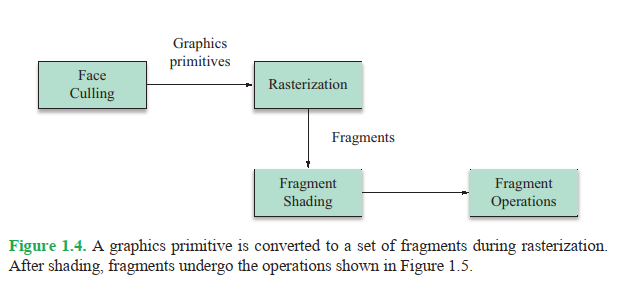 Graphics
primitives
Face
Culling
Rasterization
Fragments
Fragment
Shading
Fragment
Operations
Figure 1.4. A graphics primitive is converted to a set of fragments during rasterization.
After shading, fragments undergo the operations shown in Figure 1.5.